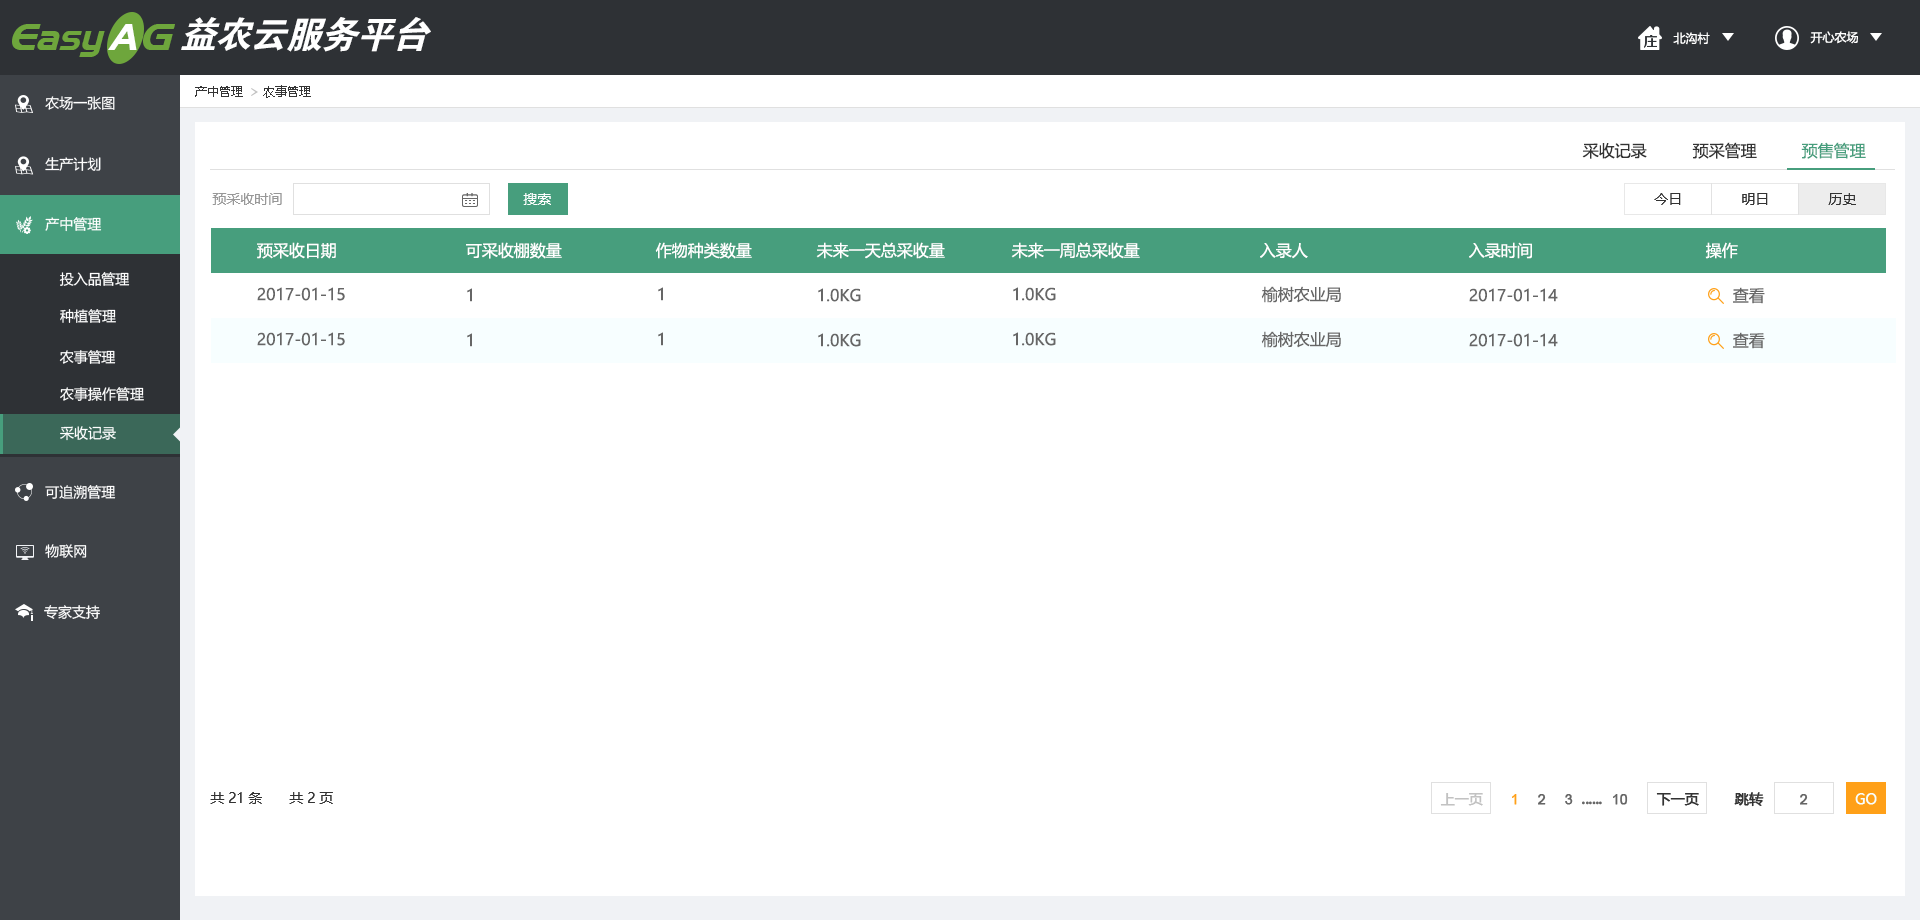 EasyAG 益农云服务平台
庄 北沟村 开心农场
产中管理 > 农事管理
农场一张图
生产计划
产中管理
投入品管理
种植管理
农事管理
农事操作管理
采收记录
可追溯管理
物联网
专家支持
采收记录 预采管理 预售管理
预采收时间 搜索 今日 明日 历史
预采收日期 可采收棚数量 作物种类数量 未来一天总采收量 未来一周总采收量 入录人 入录时间 操作
2017-01-15 1 1 1.0KG 1.0KG 榆树农业局 2017-01-14 查看
2017-01-15 1 1 1.0KG 1.0KG 榆树农业局 2017-01-14 查看
共 21 条 共 2 页 上一页 1 2 3 ...... 10 下一页 跳转 2 GO